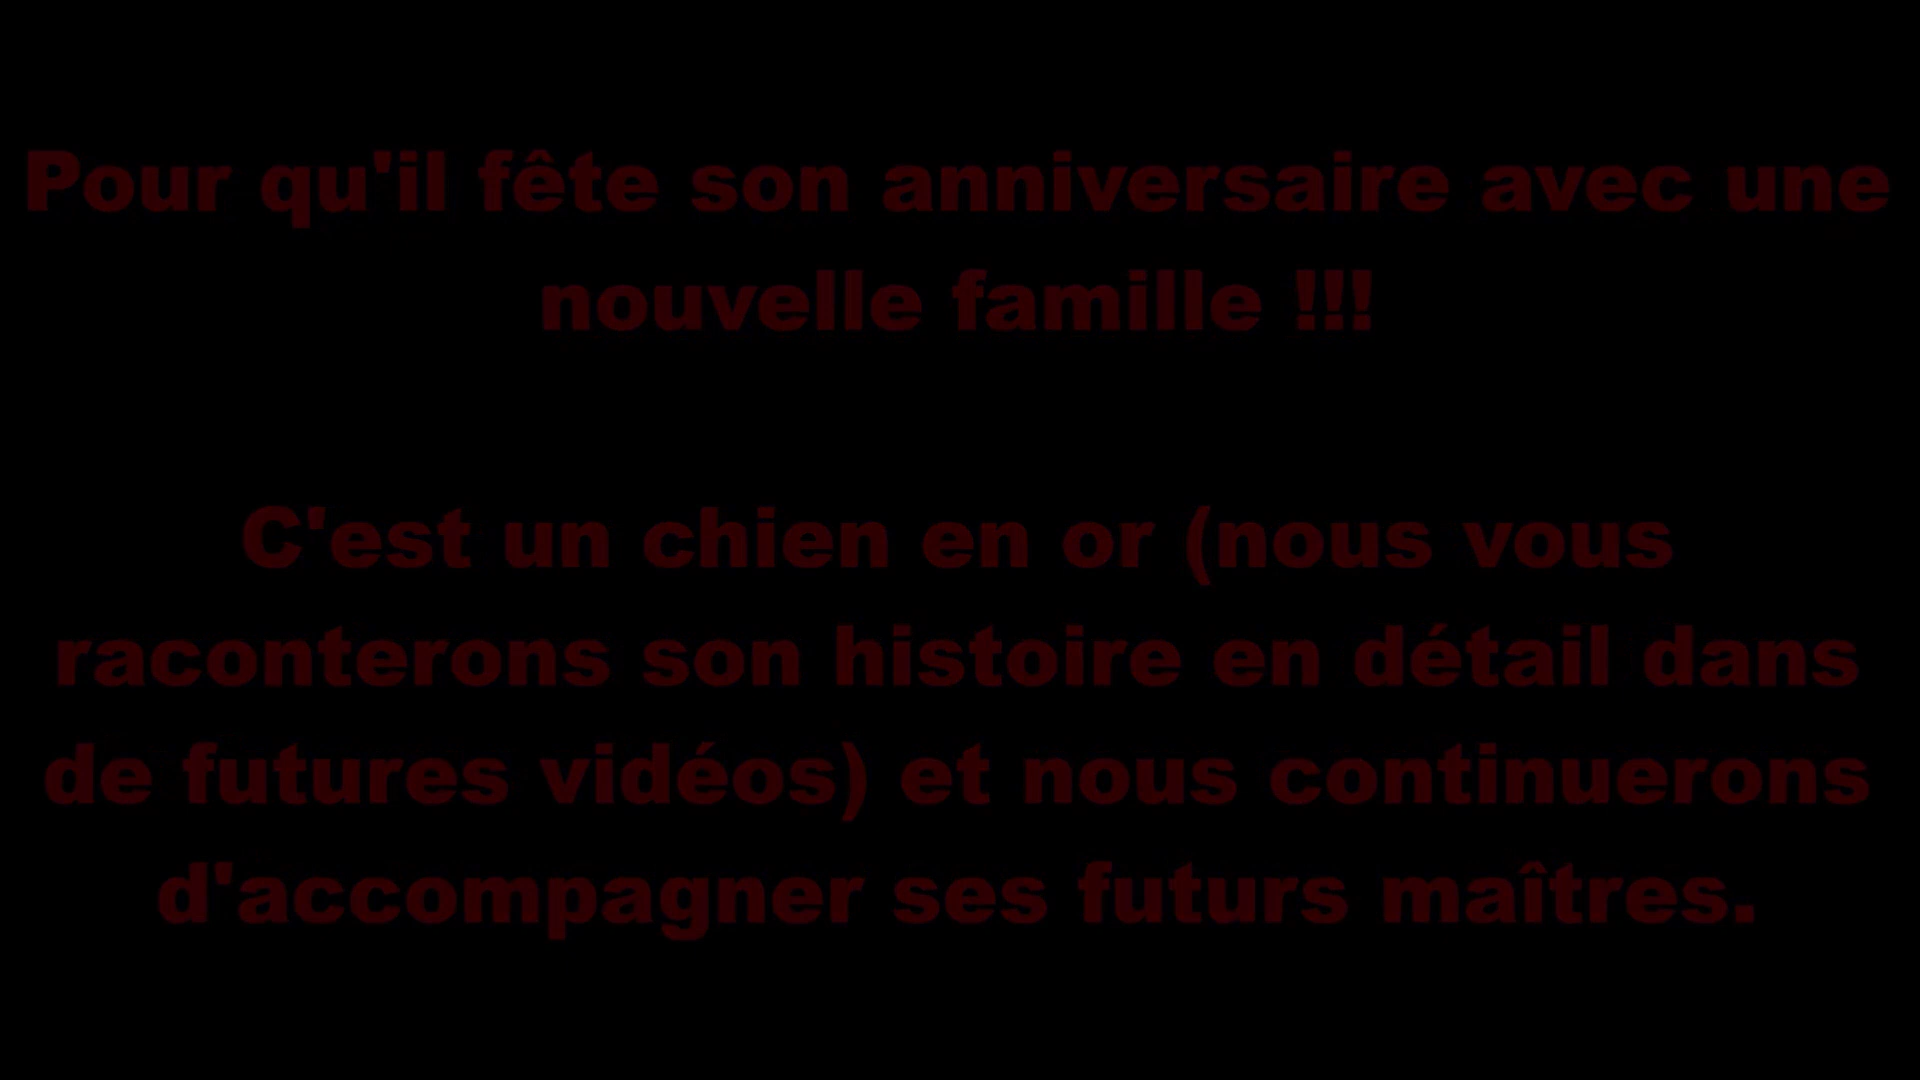 Pour qu'il fête son anniversaire avec une
nouvelle famille !!!
C'est un chien en or (nous vous
raconterons son histoire en détail dans
de futures vidéos) et nous continuerons
d'accompagner ses futurs maîtres.